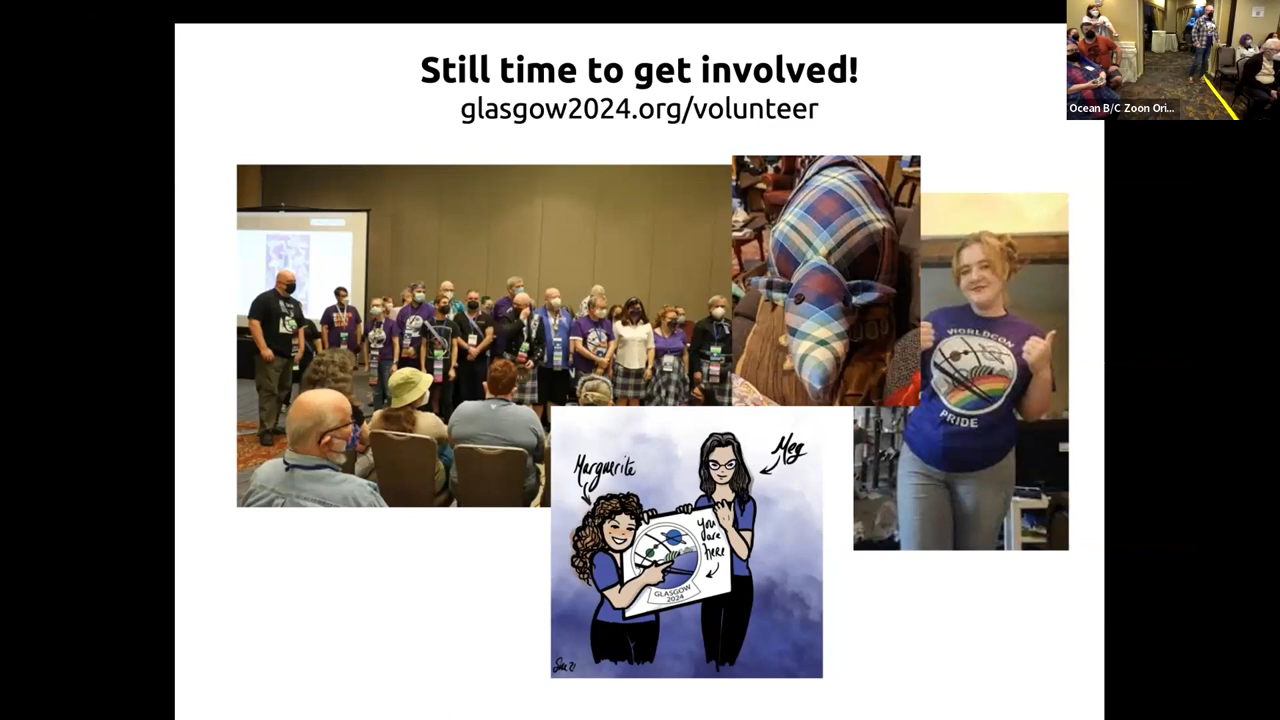 Still time to get involved!
glasgow2024.org/volunteer
Ocean B/C Zoon Ori...
WORLDCON
PRIDE
Marguerite
Meg
you
are
here
GLASGOW
2024